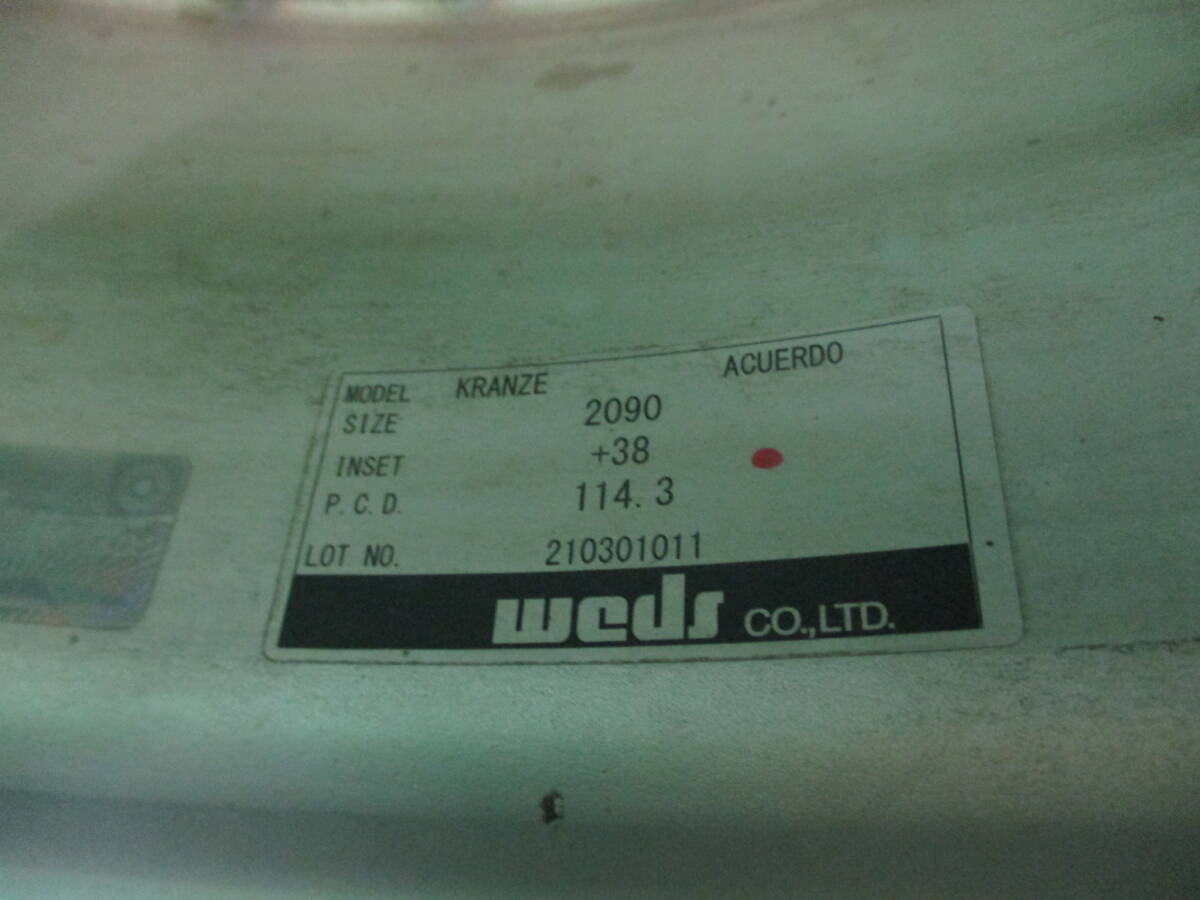 MODEL KRANZE ACUERDO
SIZE 2090
INSET +38
P.C.D. 114.3
LOT NO. 210301011
weds CO.,LTD.